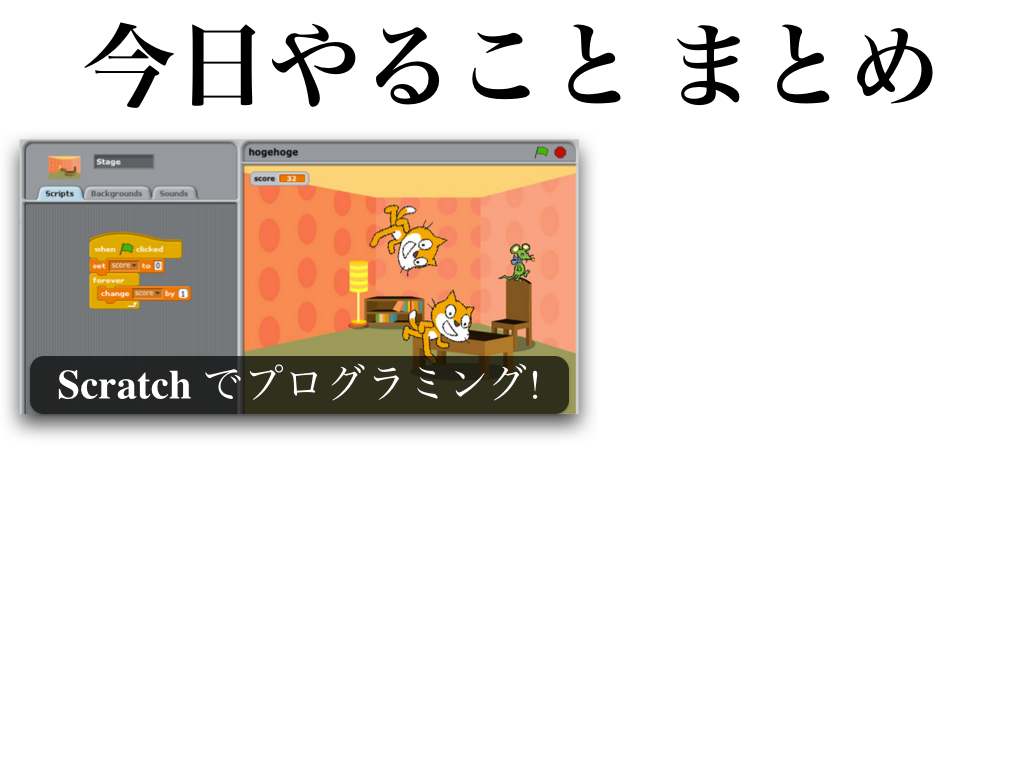 今日やること まとめ
hogehoge
Stage
score 32
Scripts Backgrounds Sounds
when clicked
set score to 0
forever
change score by 1
Scratch でプログラミング!